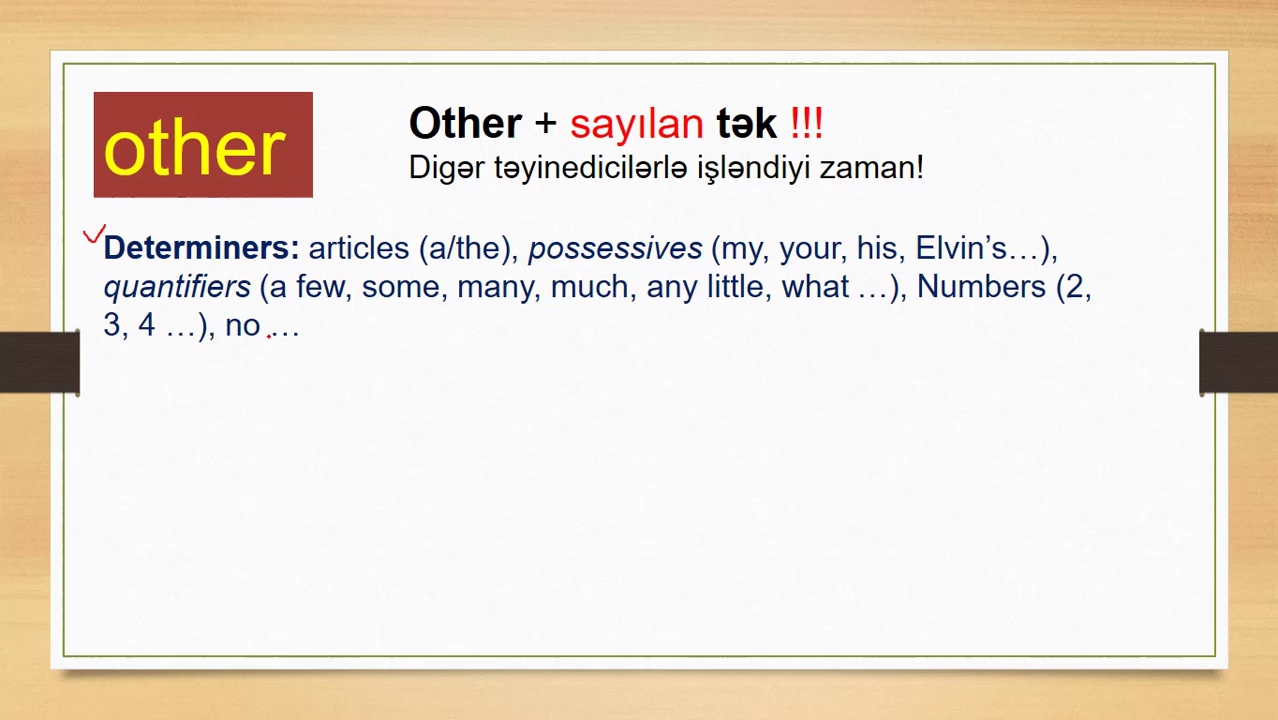 other
Other + sayılan tək !!!
Digər təyinedicilərlə işləndiyi zaman!
Determiners: articles (a/the), possessives (my, your, his, Elvin’s…),
quantifiers (a few, some, many, much, any little, what …), Numbers (2,
3, 4 …), no …